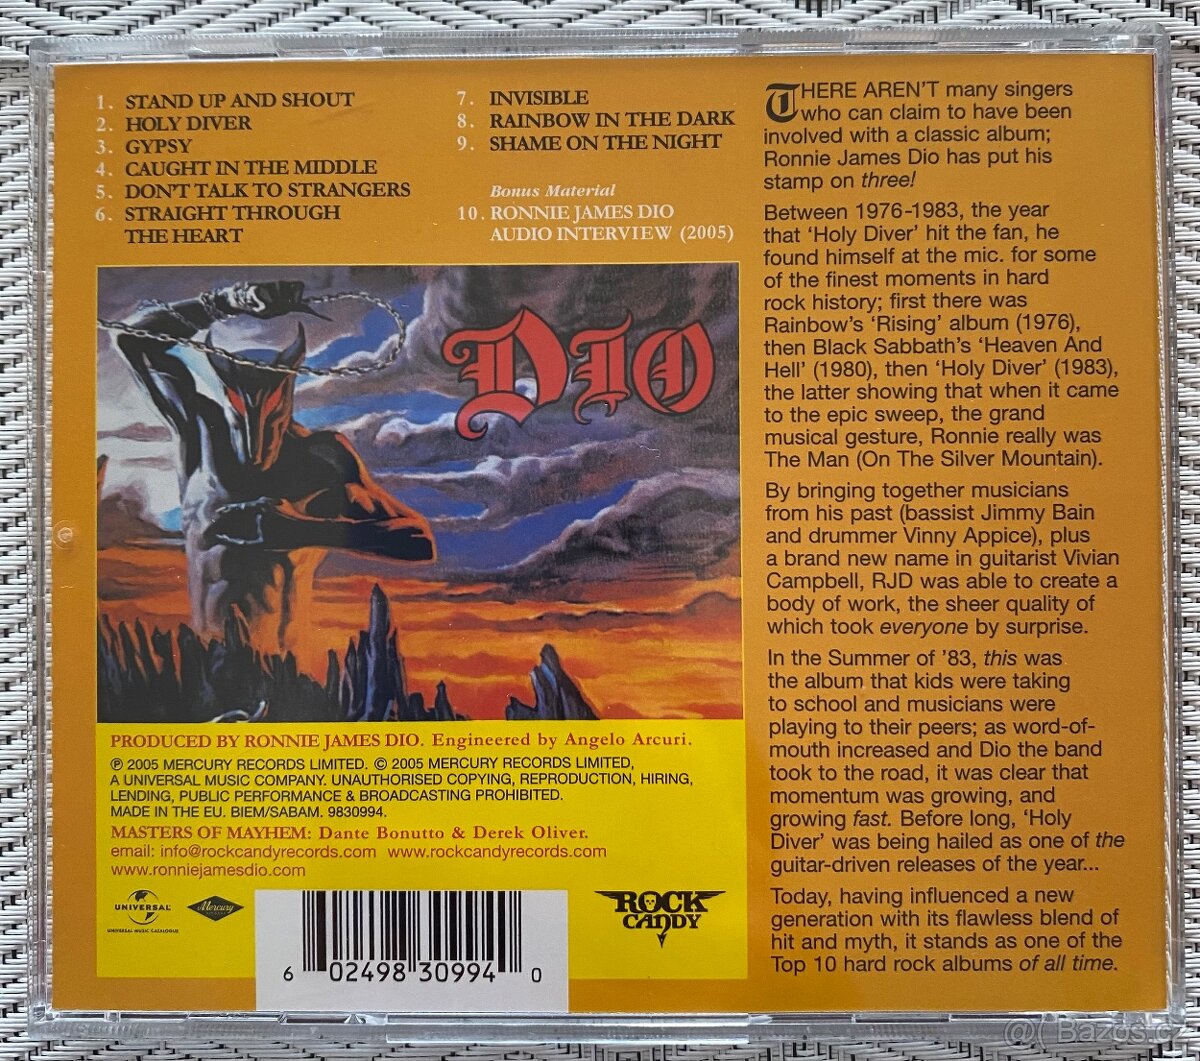 1. STAND UP AND SHOUT
2. HOLY DIVER
3. GYPSY
4. CAUGHT IN THE MIDDLE
5. DON'T TALK TO STRANGERS
6. STRAIGHT THROUGH
THE HEART
7. INVISIBLE
8. RAINBOW IN THE DARK
9. SHAME ON THE NIGHT
Bonus Material
10. RONNIE JAMES DIO
AUDIO INTERVIEW (2005)
DIO
PRODUCED BY RONNIE JAMES DIO. Engineered by Angelo Arcuri.
℗ 2005 MERCURY RECORDS LIMITED. © 2005 MERCURY RECORDS LIMITED,
A UNIVERSAL MUSIC COMPANY. UNAUTHORISED COPYING, REPRODUCTION, HIRING,
LENDING, PUBLIC PERFORMANCE & BROADCASTING PROHIBITED.
MADE IN THE EU. BIEM/SABAM. 9830994.
MASTERS OF MAYHEM: Dante Bonutto & Derek Oliver.
email: info@rockcandyrecords.com www.rockcandyrecords.com
www.ronniejamesdio.com
UNIVERSAL
UNIVERSAL MUSIC CATALOGUE
Mercury
ROCK
CANDY
6 02498 30994 0
THERE AREN'T many singers
who can claim to have been
involved with a classic album;
Ronnie James Dio has put his
stamp on three!
Between 1976-1983, the year
that 'Holy Diver' hit the fan, he
found himself at the mic. for some
of the finest moments in hard
rock history; first there was
Rainbow's 'Rising' album (1976),
then Black Sabbath's 'Heaven And
Hell' (1980), then 'Holy Diver' (1983),
the latter showing that when it came
to the epic sweep, the grand
musical gesture, Ronnie really was
The Man (On The Silver Mountain).
By bringing together musicians
from his past (bassist Jimmy Bain
and drummer Vinny Appice), plus
a brand new name in guitarist Vivian
Campbell, RJD was able to create a
body of work, the sheer quality of
which took everyone by surprise.
In the Summer of '83, this was
the album that kids were taking
to school and musicians were
playing to their peers; as word-of-
mouth increased and Dio the band
took to the road, it was clear that
momentum was growing, and
growing fast. Before long, 'Holy
Diver' was being hailed as one of the
guitar-driven releases of the year...
Today, having influenced a new
generation with its flawless blend of
hit and myth, it stands as one of the
Top 10 hard rock albums of all time.
Bazos.cz